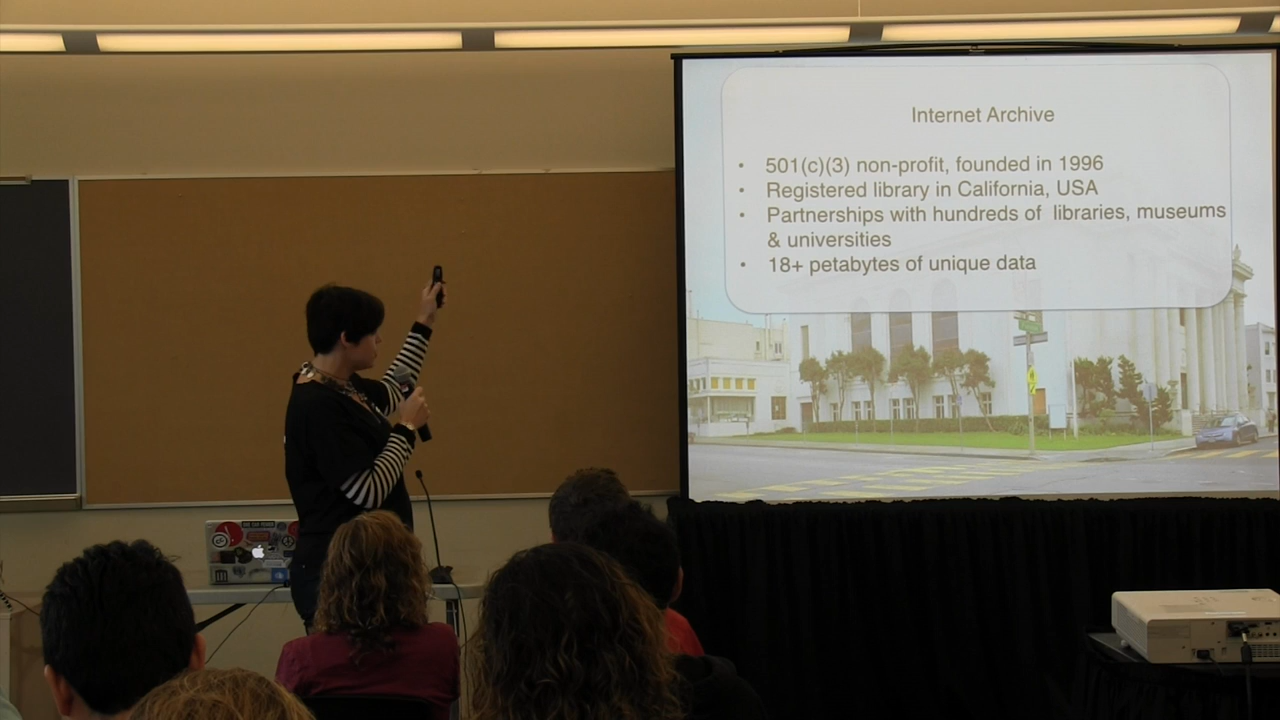 Internet Archive
• 501(c)(3) non-profit, founded in 1996
• Registered library in California, USA
• Partnerships with hundreds of libraries, museums
& universities
• 18+ petabytes of unique data